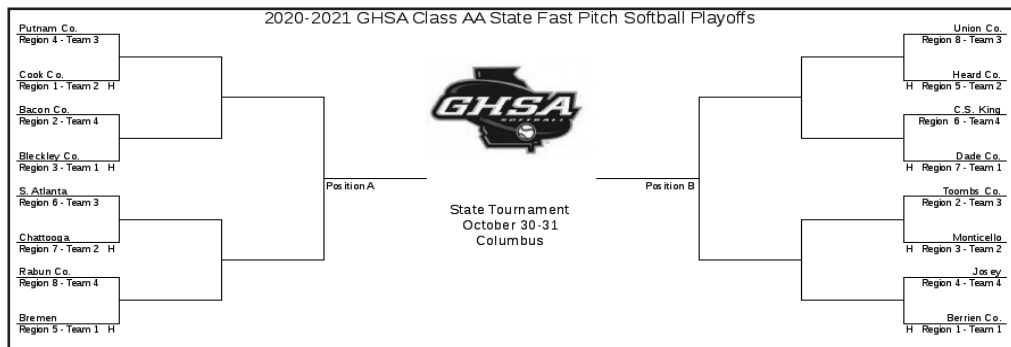 2020-2021 GHSA Class AA State Fast Pitch Softball Playoffs
Putnam Co.
Region 4 - Team 3
Cook Co.
Region 1 - Team 2 H
Bacon Co.
Region 2 - Team 4
Bleckley Co.
Region 3 - Team 1 H
S. Atlanta
Region 6 - Team 3
Chattooga
Region 7 - Team 2 H
Rabun Co.
Region 8 - Team 4
Bremen
Region 5 - Team 1 H
Position A
GHSA
SOFTBALL
State Tournament
October 30-31
Columbus
Position B
Union Co.
Region 8 - Team 3
Heard Co.
H Region 5 - Team 2
C.S. King
Region 6 - Team 4
Dade Co.
H Region 7 - Team 1
Toombs Co.
Region 2 - Team 3
Monticello
H Region 3 - Team 2
Josey
Region 4 - Team 4
Berrien Co.
H Region 1 - Team 1